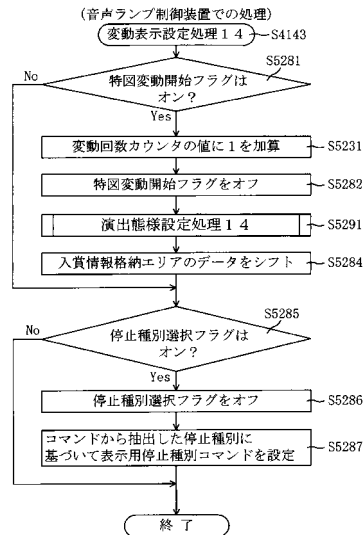 (音声ランプ制御装置での処理)
変動表示設定処理14
S4143
S5281
No
特図変動開始フラグは
オン?
Yes
変動回数カウンタの値に1を加算
S5231
特図変動開始フラグをオフ
S5282
演出態様設定処理14
S5291
入賞情報格納エリアのデータをシフト
S5284
S5285
No
停止種別選択フラグは
オン?
Yes
停止種別選択フラグをオフ
S5286
コマンドから抽出した停止種別に
基づいて表示用停止種別コマンドを設定
S5287
終了